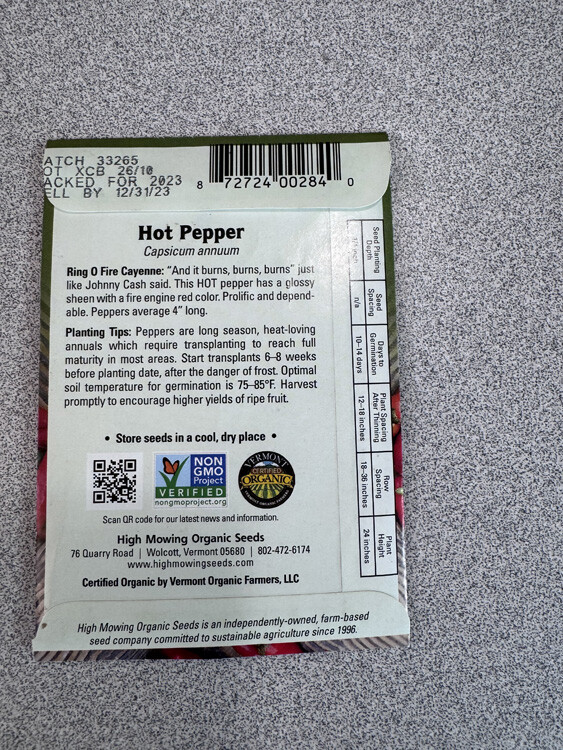 ATCH 33265
OT XCB 26/10
ACKED FOR 2023
ELL BY 12/31/23
8 72724 00284 0
Hot Pepper
Capsicum annuum
Ring O Fire Cayenne: "And it burns, burns, burns" just
like Johnny Cash said. This HOT pepper has a glossy
sheen with a fire engine red color. Prolific and depend-
able. Peppers average 4" long.
Planting Tips: Peppers are long season, heat-loving
annuals which require transplanting to reach full
maturity in most areas. Start transplants 6–8 weeks
before planting date, after the danger of frost. Optimal
soil temperature for germination is 75–85°F. Harvest
promptly to encourage higher yields of ripe fruit.
• Store seeds in a cool, dry place •
NON
GMO
Project
VERIFIED
nongmoproject.org
VERMONT
CERTIFIED
ORGANIC
VERMONT ORGANIC FARMERS
Scan QR code for our latest news and information.
High Mowing Organic Seeds
76 Quarry Road | Wolcott, Vermont 05680 | 802-472-6174
www.highmowingseeds.com
Certified Organic by Vermont Organic Farmers, LLC
High Mowing Organic Seeds is an independently-owned, farm-based
seed company committed to sustainable agriculture since 1996.
Seed Planting
Depth
Seed
Spacing
n/a
Days to
Germination
10–14 days
Plant Spacing
After Thinning
12–18 inches
Row
Spacing
18–36 inches
Plant
Height
24 inches